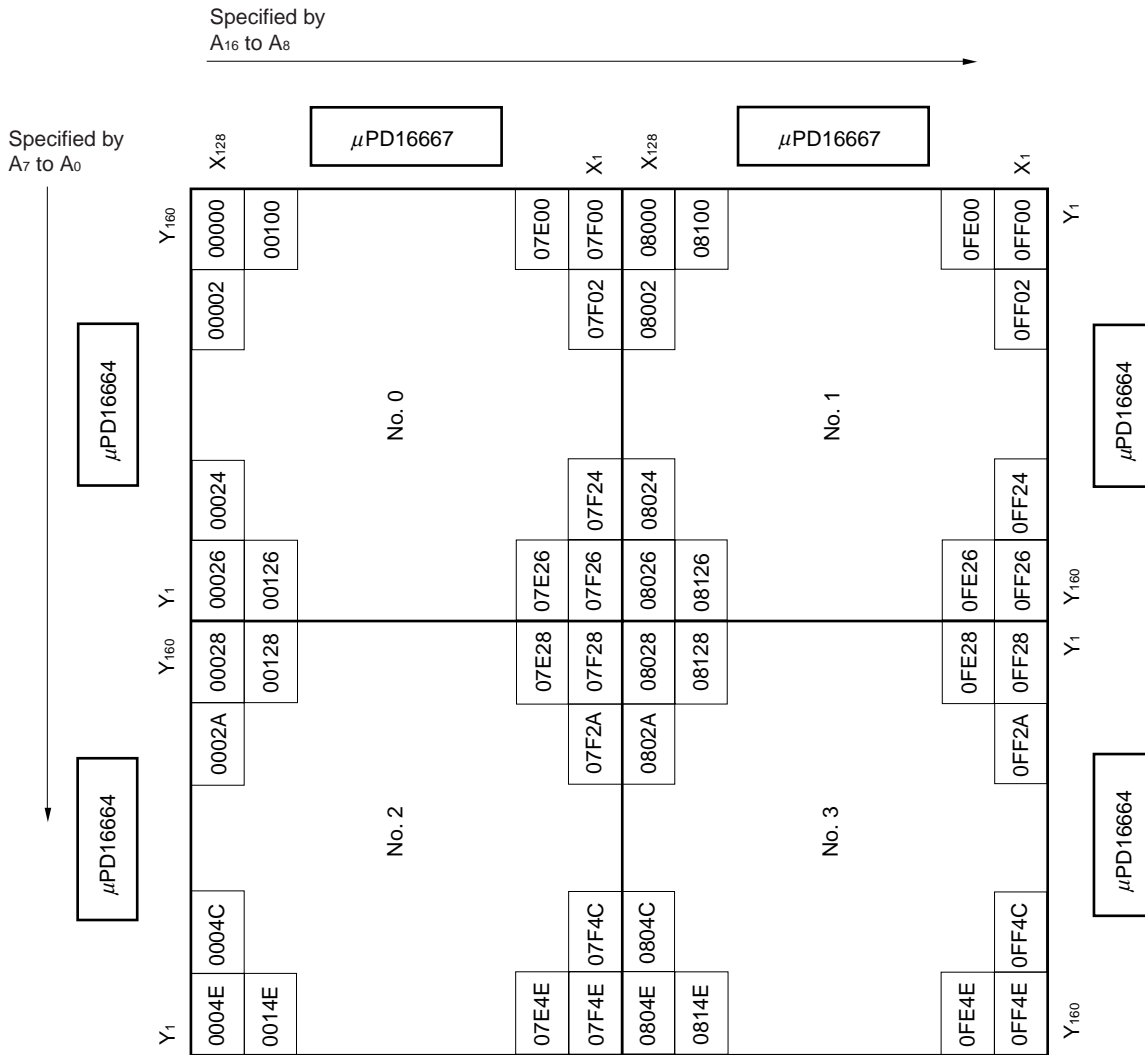 Specified by
A16 to A8
Specified by
A7 to A0
μPD16667
μPD16667
X128
X1
X128
X1
Y160
00000
00100
07E00
07F00
08000
08100
0FE00
0FF00
Y1
00002
07F02
08002
0FF02
μPD16664
No. 0
No. 1
μPD16664
00024
07F24
08024
0FF24
Y1
00026
00126
07E26
07F26
08026
08126
0FE26
0FF26
Y160
Y160
00028
00128
07E28
07F28
08028
08128
0FE28
0FF28
Y1
0002A
07F2A
0802A
0FF2A
μPD16664
No. 2
No. 3
μPD16664
0004C
07F4C
0804C
0FF4C
Y1
0004E
0014E
07E4E
07F4E
0804E
0814E
0FE4E
0FF4E
Y160